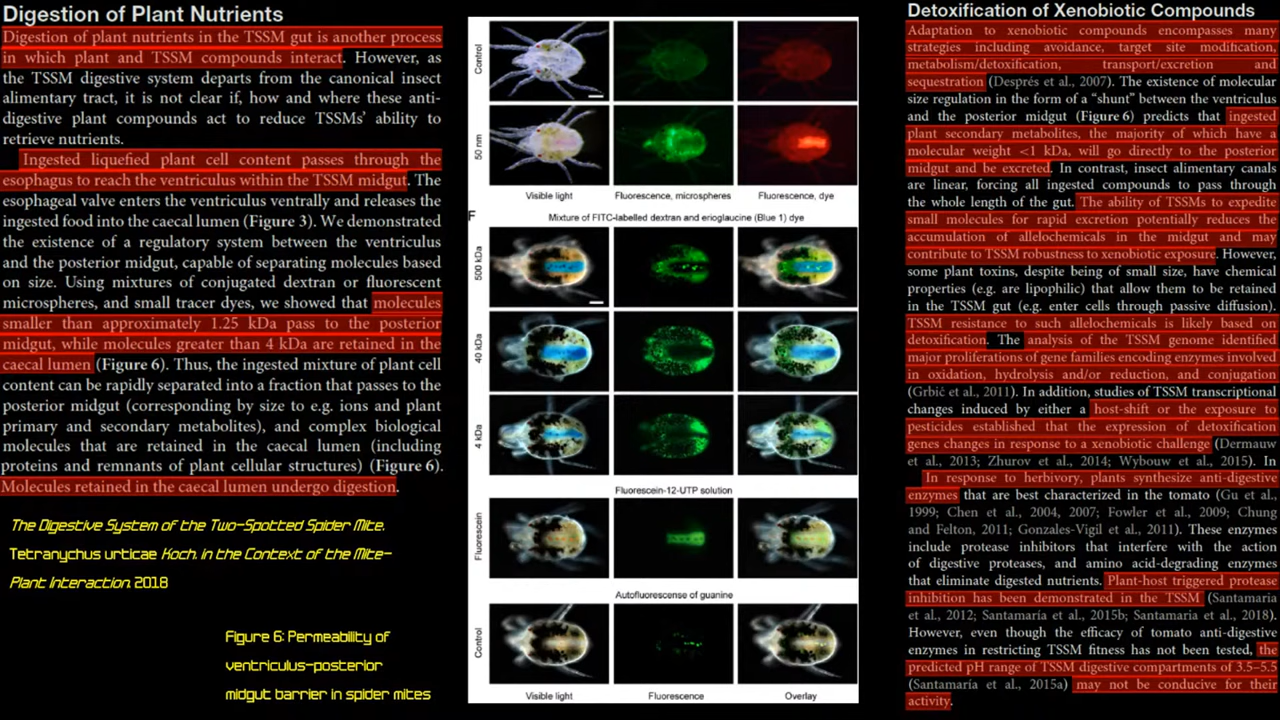 Digestion of Plant Nutrients
Digestion of plant nutrients in the TSSM gut is another process
in which plant and TSSM compounds interact. However, as
the TSSM digestive system departs from the canonical insect
alimentary tract, it is not clear if, how and where these anti-
digestive plant compounds act to reduce TSSMs' ability to
retrieve nutrients.
Ingested liquefied plant cell content passes through the
esophagus to reach the ventriculus within the TSSM midgut. The
esophageal valve enters the ventriculus ventrally and releases the
ingested food into the caecal lumen (Figure 3). We demonstrated
the existence of a regulatory system between the ventriculus
and the posterior midgut, capable of separating molecules based
on size. Using mixtures of conjugated dextran or fluorescent
microspheres, and small tracer dyes, we showed that molecules
smaller than approximately 1.25 kDa pass to the posterior
midgut, while molecules greater than 4 kDa are retained in the
caecal lumen (Figure 6). Thus, the ingested mixture of plant cell
content can be rapidly separated into a fraction that passes to the
posterior midgut (corresponding by size to e.g. ions and plant
primary and secondary metabolites), and complex biological
molecules that are retained in the caecal lumen (including
proteins and remnants of plant cellular structures) (Figure 6).
Molecules retained in the caecal lumen undergo digestion.
The Digestive System of the Two-Spotted Spider Mite,
Tetranychus urticae Koch, in the Context of the Mite-
Plant Interaction. 2018
Figure 6: Permeability of
ventriculus-posterior
midgut barrier in spider mites
Control
50 nm
Visible light
Fluorescence, microspheres
Fluorescence, dye
F
Mixture of FITC-labelled dextran and erioglaucine (Blue 1) dye
500 kDa
40 kDa
4 kDa
Fluorescein-12-UTP solution
Fluorescein
Autofluorescense of guanine
Control
Visible light
Fluorescence
Overlay
Detoxification of Xenobiotic Compounds
Adaptation to xenobiotic compounds encompasses many
strategies including avoidance, target site modification,
metabolism/detoxification, transport/excretion and
sequestration (Després et al., 2007). The existence of molecular
size regulation in the form of a "shunt" between the ventriculus
and the posterior midgut (Figure 6) predicts that ingested
plant secondary metabolites, the majority of which have a
molecular weight <1 kDa, will go directly to the posterior
midgut and be excreted. In contrast, insect alimentary canals
are linear, forcing all ingested compounds to pass through
the whole length of the gut. The ability of TSSMs to expedite
small molecules for rapid excretion potentially reduces the
accumulation of allelochemicals in the midgut and may
contribute to TSSM robustness to xenobiotic exposure. However,
some plant toxins, despite being of small size, have chemical
properties (e.g. are lipophilic) that allow them to be retained
in the TSSM gut (e.g. enter cells through passive diffusion).
TSSM resistance to such allelochemicals is likely based on
detoxification. The analysis of the TSSM genome identified
major proliferations of gene families encoding enzymes involved
in oxidation, hydrolysis and/or reduction, and conjugation
(Grbić et al., 2011). In addition, studies of TSSM transcriptional
changes induced by either a host-shift or the exposure to
pesticides established that the expression of detoxification
genes changes in response to a xenobiotic challenge (Dermauw
et al., 2013; Zhurov et al., 2014; Wybouw et al., 2015). In
In response to herbivory, plants synthesize anti-digestive
enzymes that are best characterized in the tomato (Gu et al.,
1999; Chen et al., 2004, 2007; Fowler et al., 2009; Chung
and Felton, 2011; Gonzales-Vigil et al., 2011). These enzymes
include protease inhibitors that interfere with the action
of digestive proteases, and amino acid-degrading enzymes
that eliminate digested nutrients. Plant-host triggered protease
inhibition has been demonstrated in the TSSM (Santamaria
et al., 2012; Santamaría et al., 2015b; Santamaria et al., 2018).
However, even though the efficacy of tomato anti-digestive
enzymes in restricting TSSM fitness has not been tested, the
predicted pH range of TSSM digestive compartments of 3.5–5.5
(Santamaría et al., 2015a) may not be conducive for their
activity.